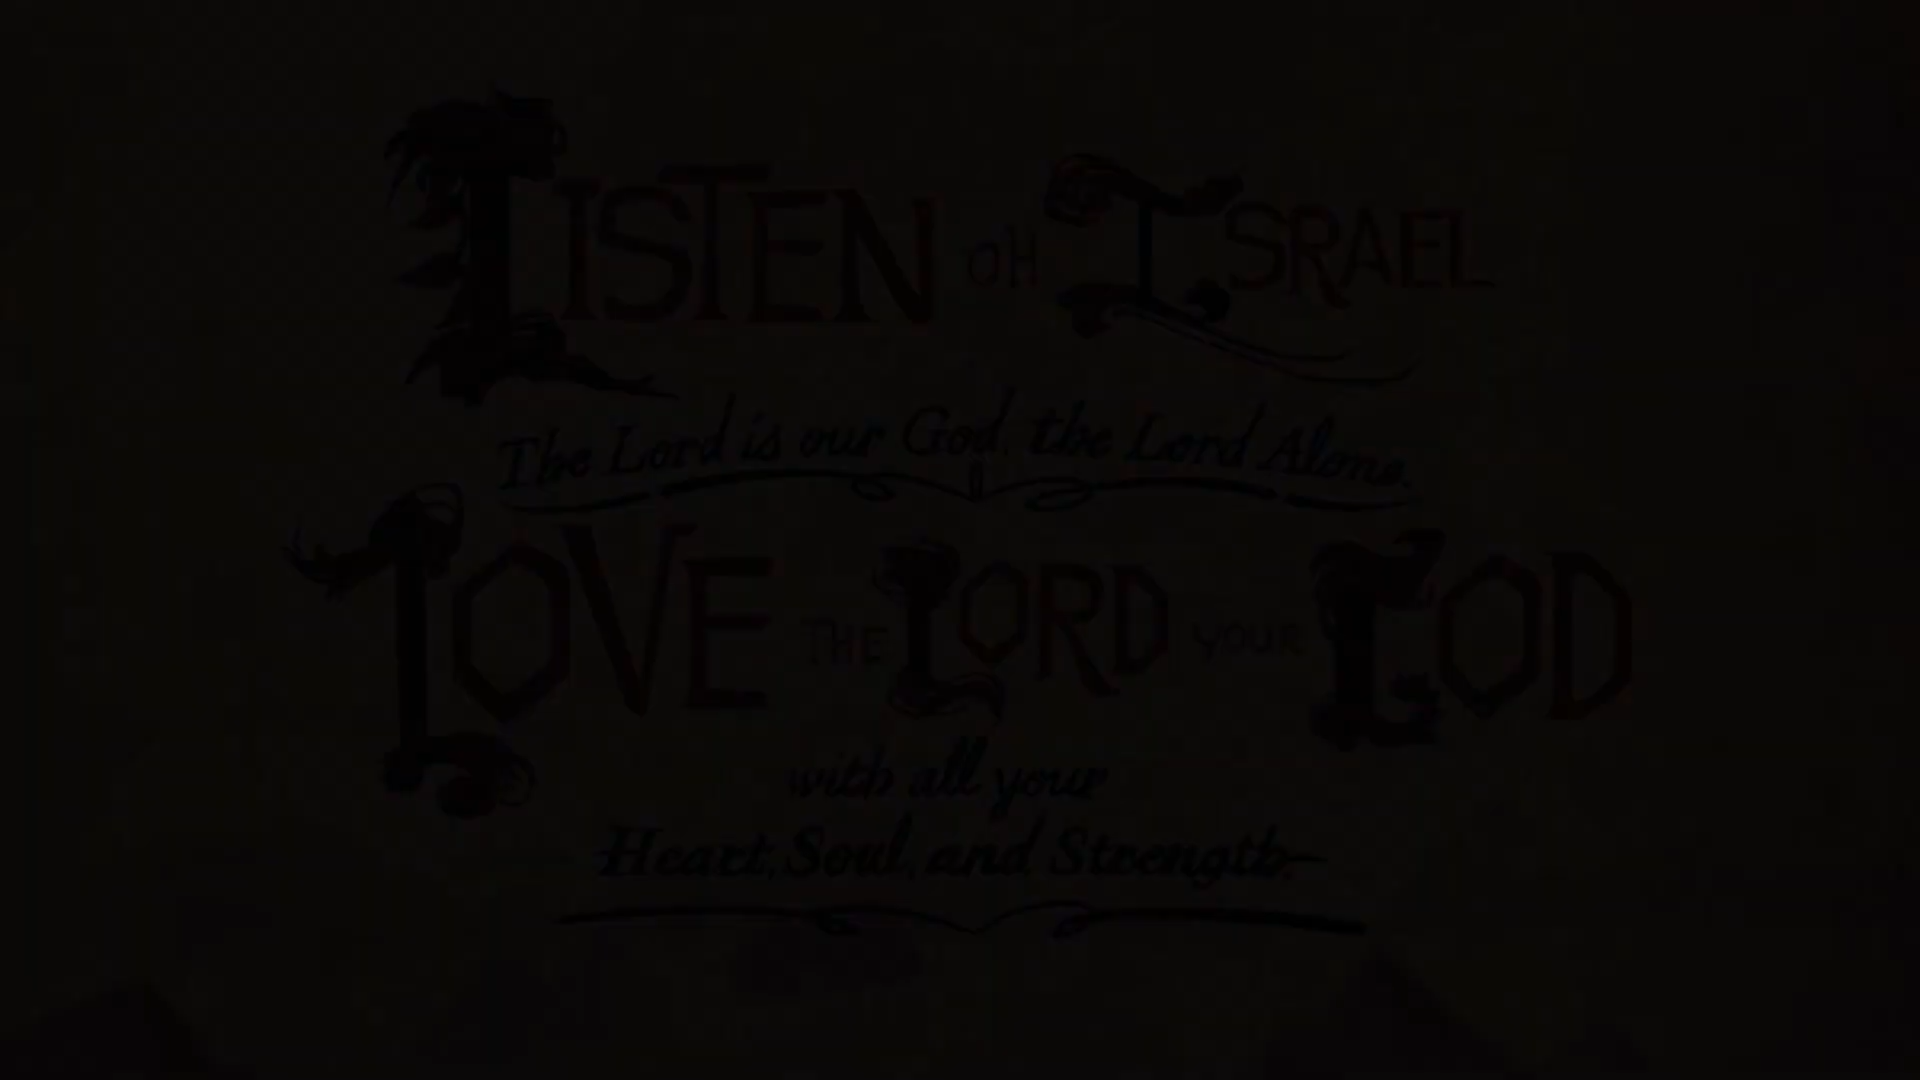 LISTEN OH ISRAEL
The Lord is our God, the Lord Alone.
LOVE THE LORD YOUR GOD
with all your
Heart, Soul, and Strength